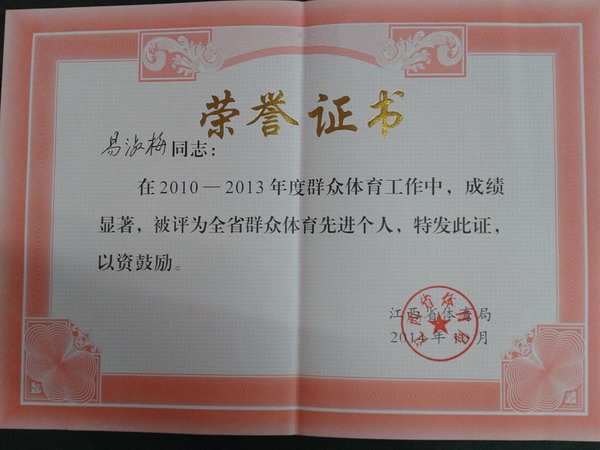 荣誉证书
易淑梅同志：
在2010—2013年度群众体育工作中，成绩
显著，被评为全省群众体育先进个人，特发此证，
以资鼓励。
江西省体育局
年 月